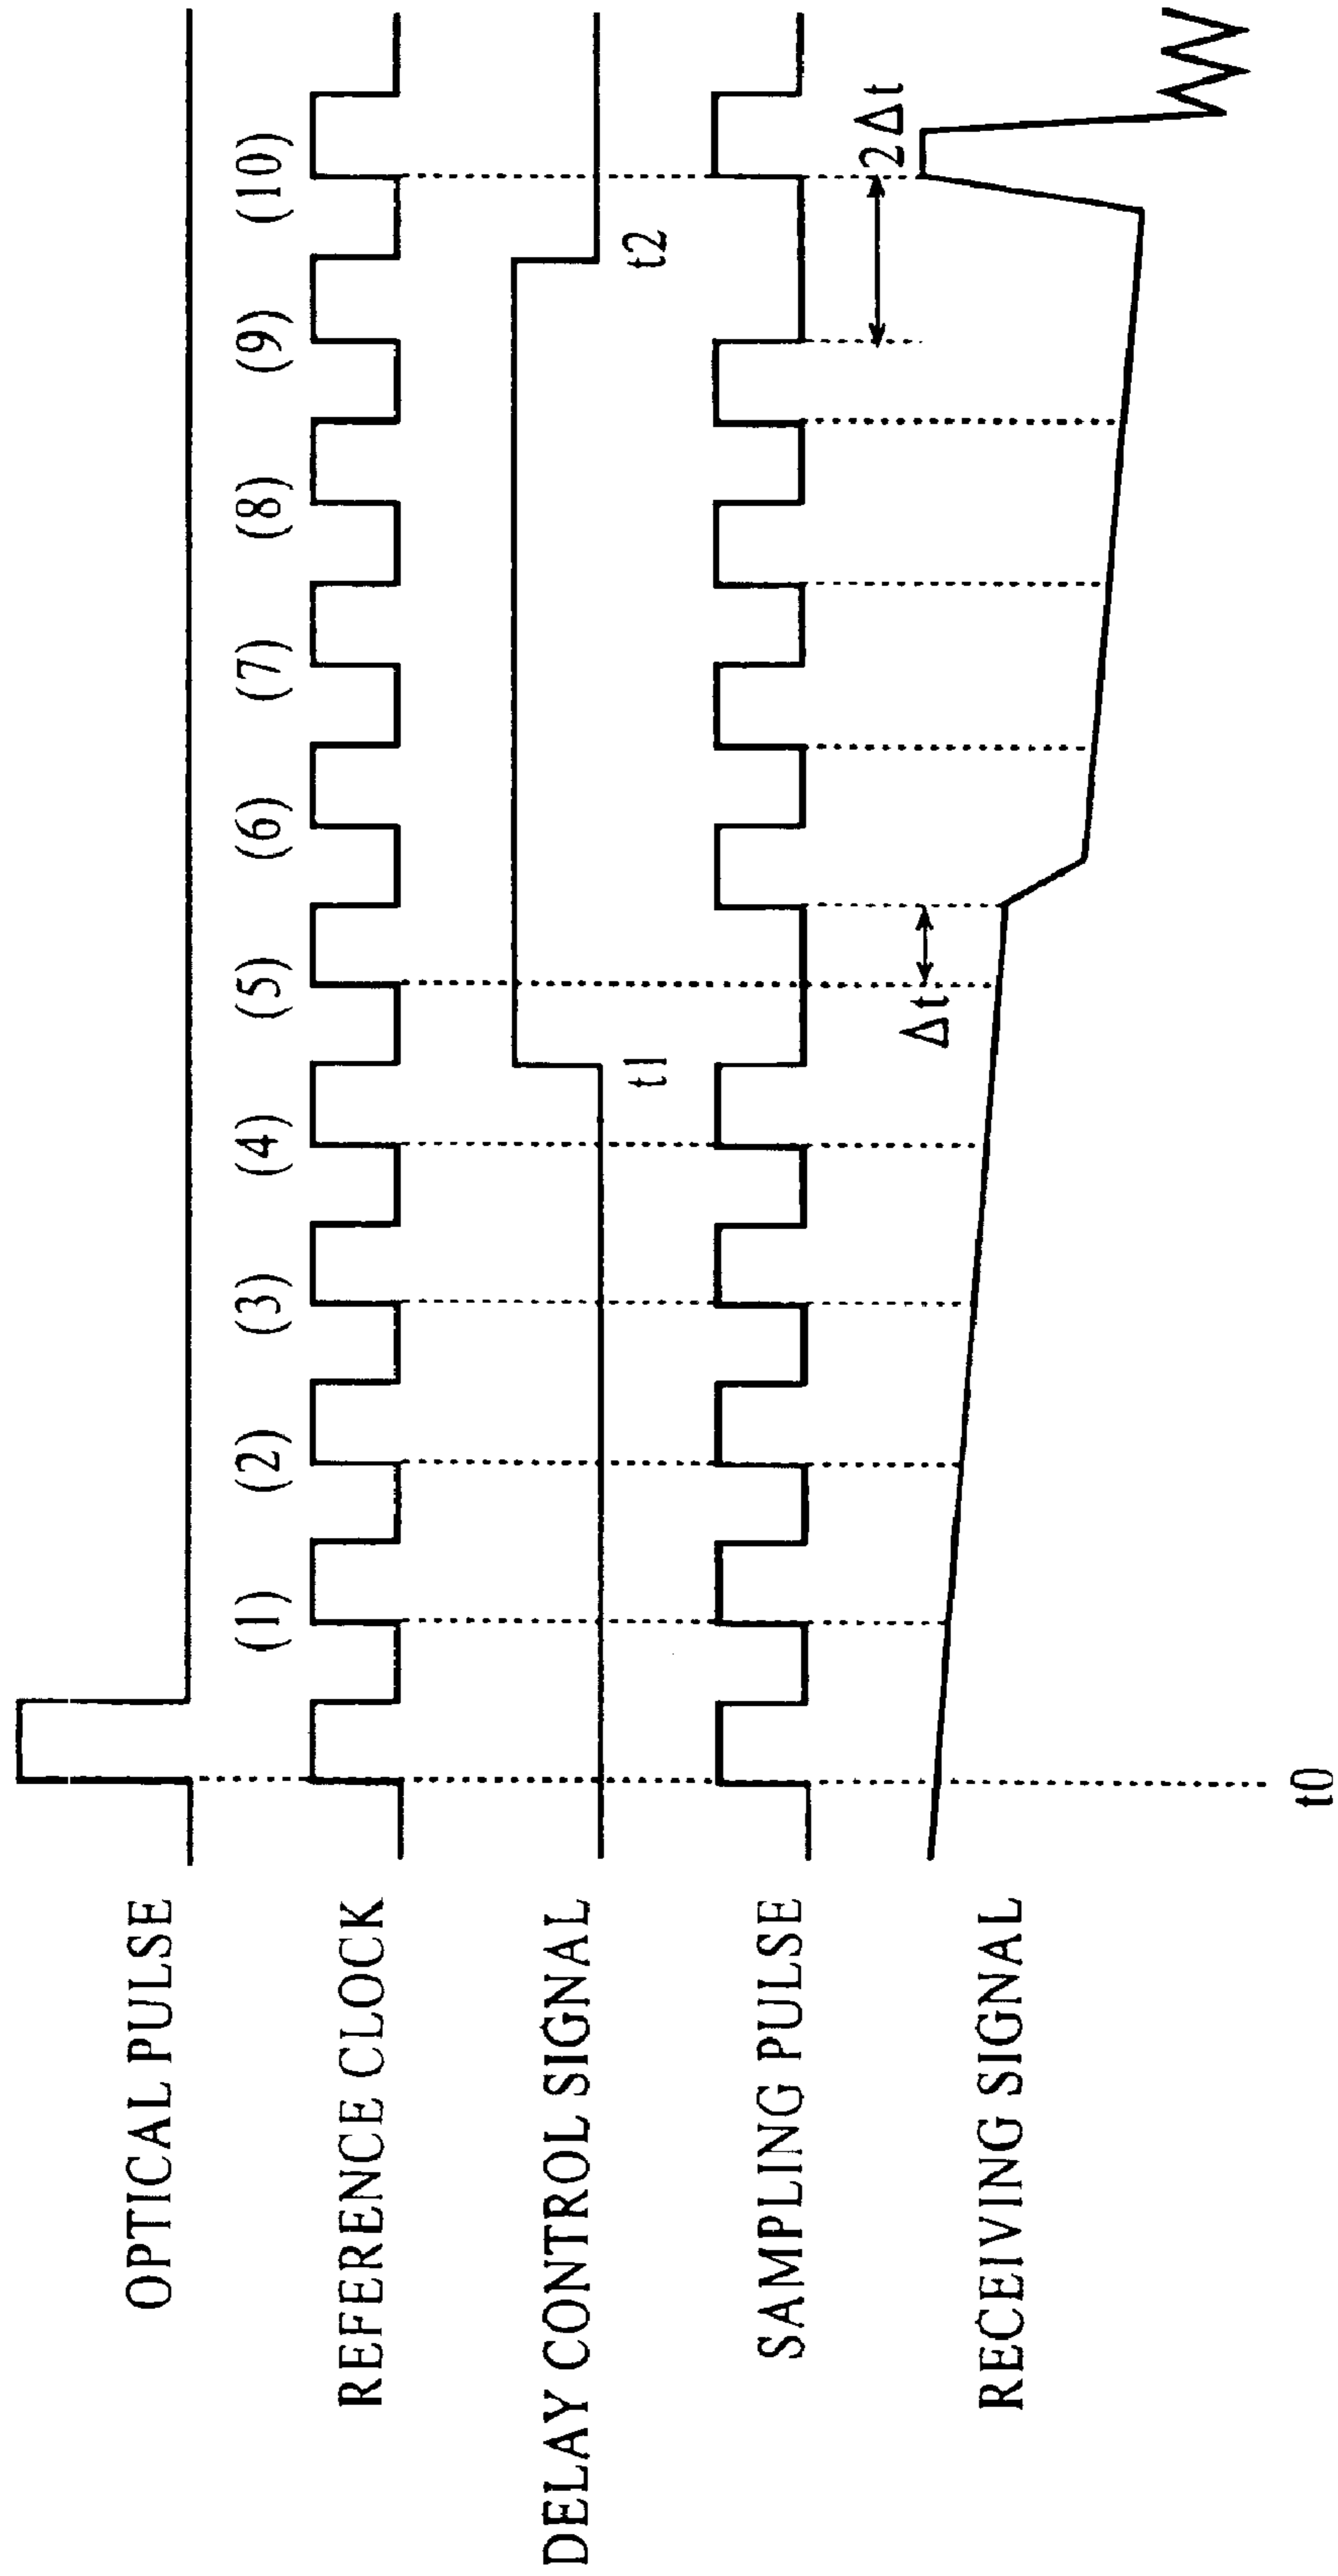 OPTICAL PULSE
(1) (2) (3) (4) (5) (6) (7) (8) (9) (10)
REFERENCE CLOCK
DELAY CONTROL SIGNAL
t1 t2
SAMPLING PULSE
Δt 2Δt
RECEIVING SIGNAL
t0